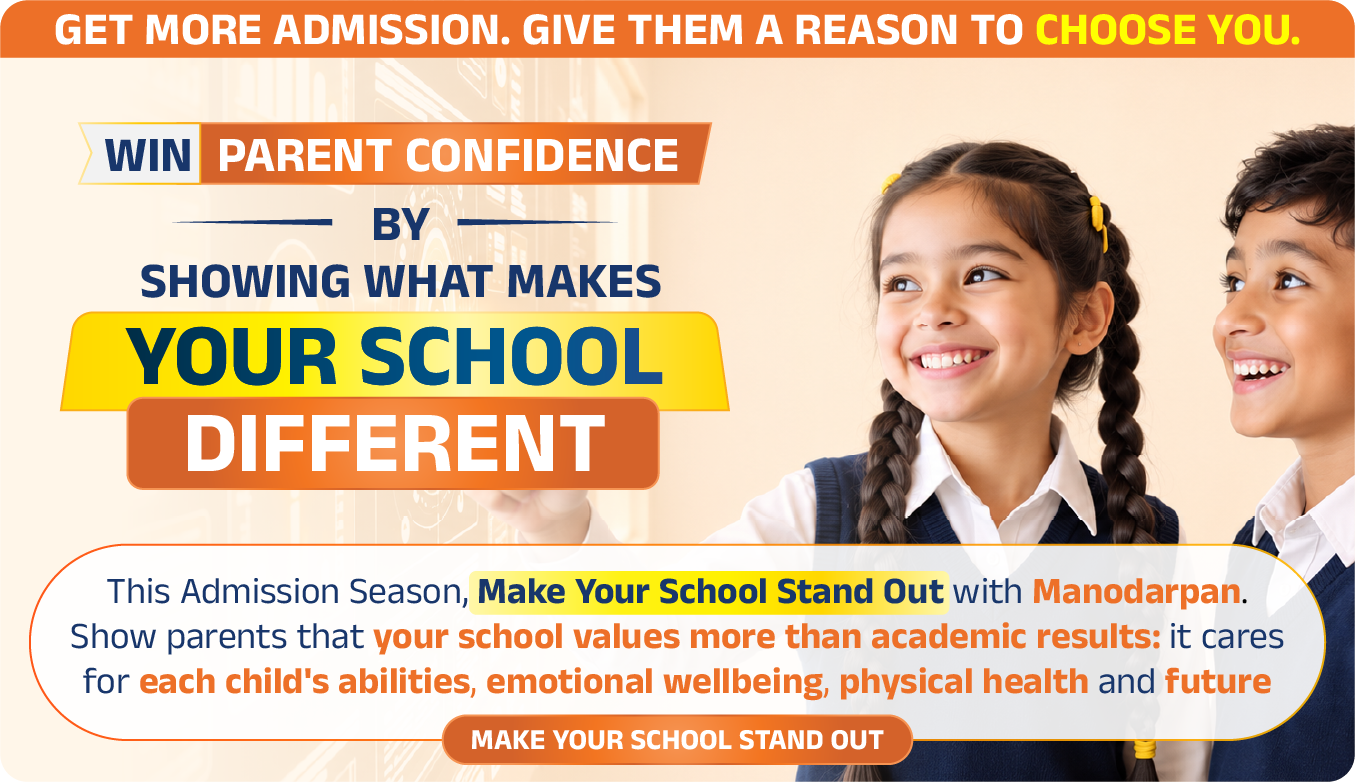 GET MORE ADMISSION. GIVE THEM A REASON TO CHOOSE YOU.
WIN PARENT CONFIDENCE
BY
SHOWING WHAT MAKES
YOUR SCHOOL
DIFFERENT
This Admission Season, Make Your School Stand Out with Manodarpan.
Show parents that your school values more than academic results: it cares
for each child's abilities, emotional wellbeing, physical health and future
MAKE YOUR SCHOOL STAND OUT